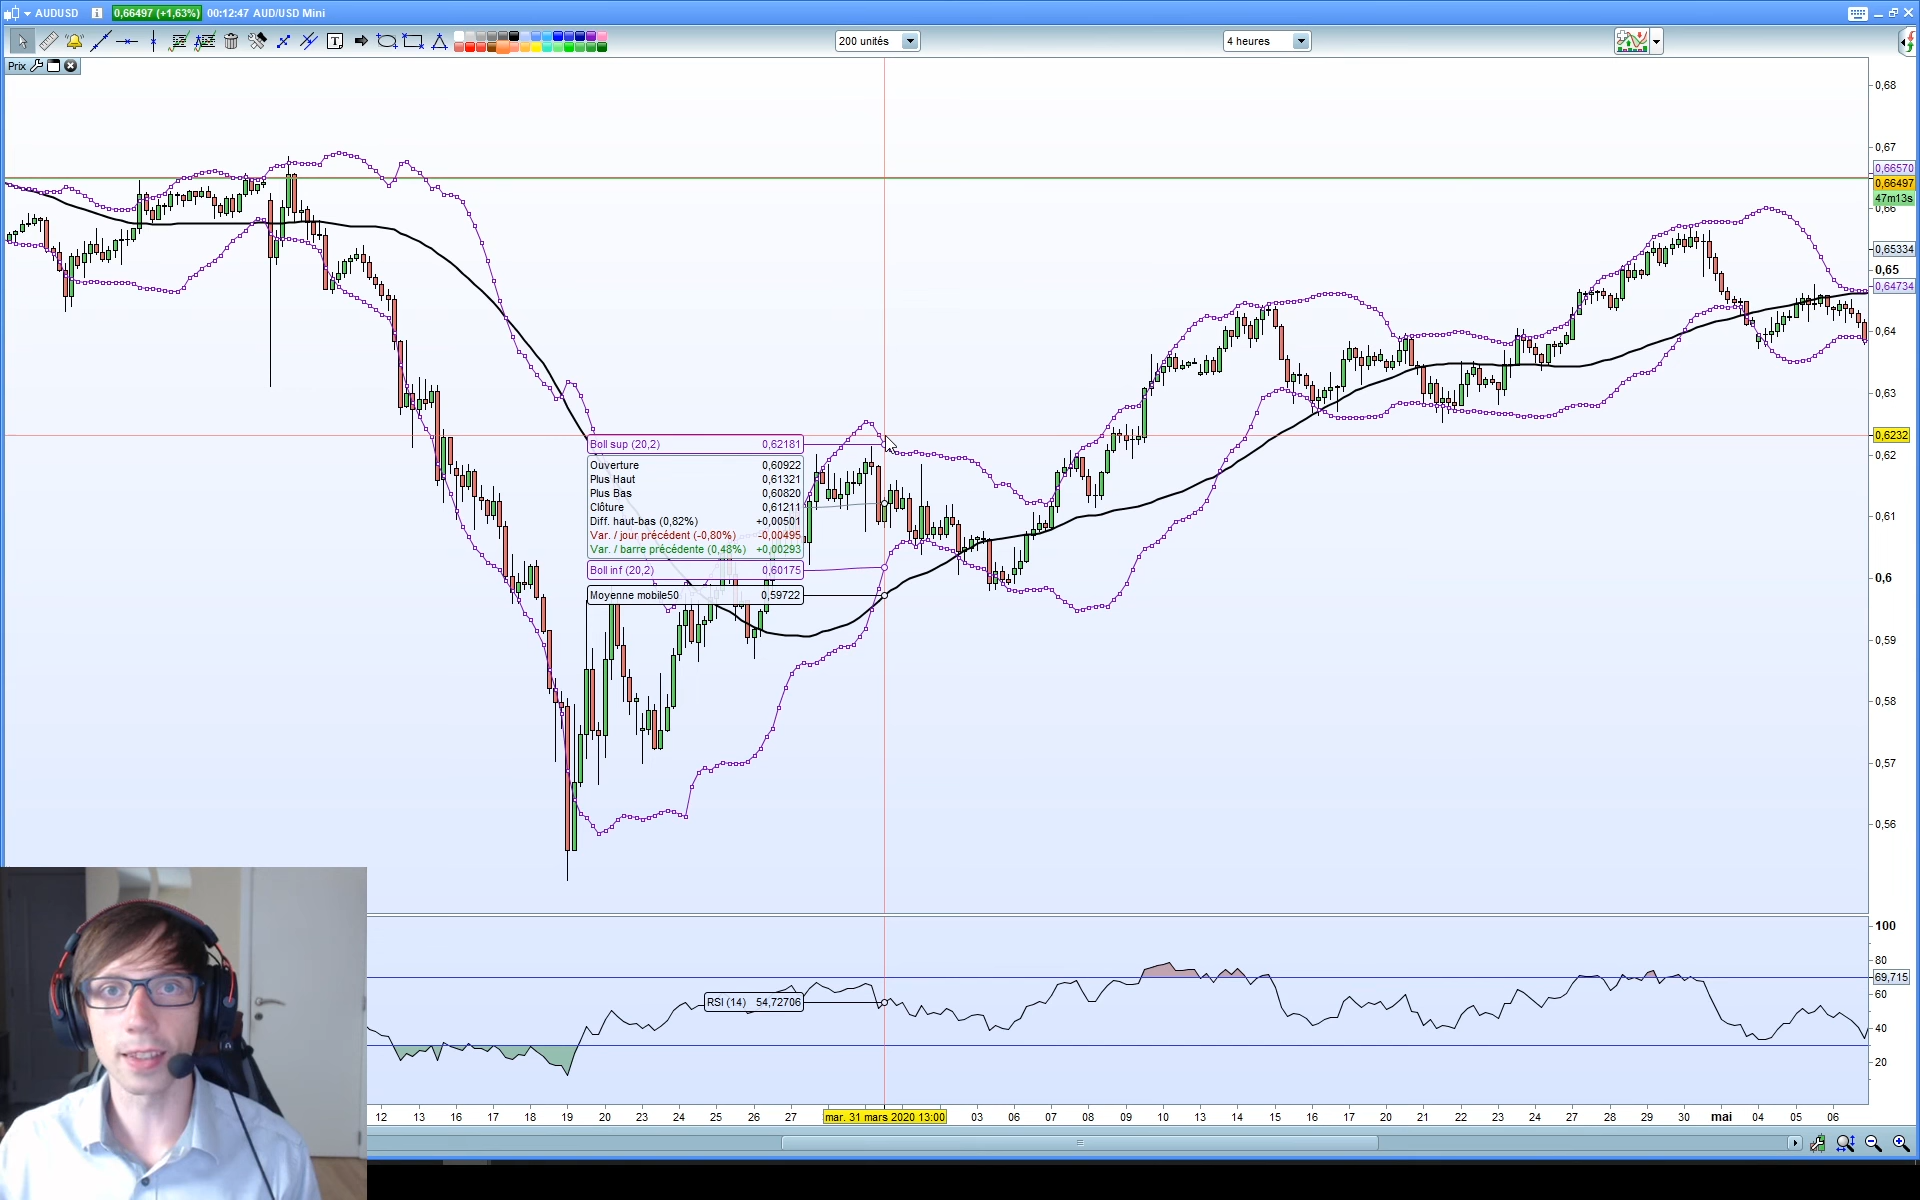 AUDUSD 0,66497 (+1,63%) 00:12:47 AUD/USD Mini
200 unités
4 heures
Prix
0,68
0,67
0,66570
0,66497
47m13s
0,66
0,65334
0,65
0,64734
0,64
0,63
0,6232
0,62
0,61
0,6
0,59
0,58
0,57
0,56
Boll sup (20,2) 0,62181
Ouverture 0,60922
Plus Haut 0,61321
Plus Bas 0,60820
Clôture 0,61211
Diff. haut-bas (0,82%) +0,00501
Var. / jour précédent (-0,80%) -0,00495
Var. / barre précédente (0,48%) +0,00293
Boll inf (20,2) 0,60175
Moyenne mobile50 0,59722
100
80
69,715
60
40
20
RSI (14) 54,72706
12 13 16 17 18 19 20 23 24 25 26 27 mar. 31 mars 2020 13:00 03 06 07 08 09 10 13 14 15 16 17 20 21 22 23 24 27 28 29 30 mai 04 05 06